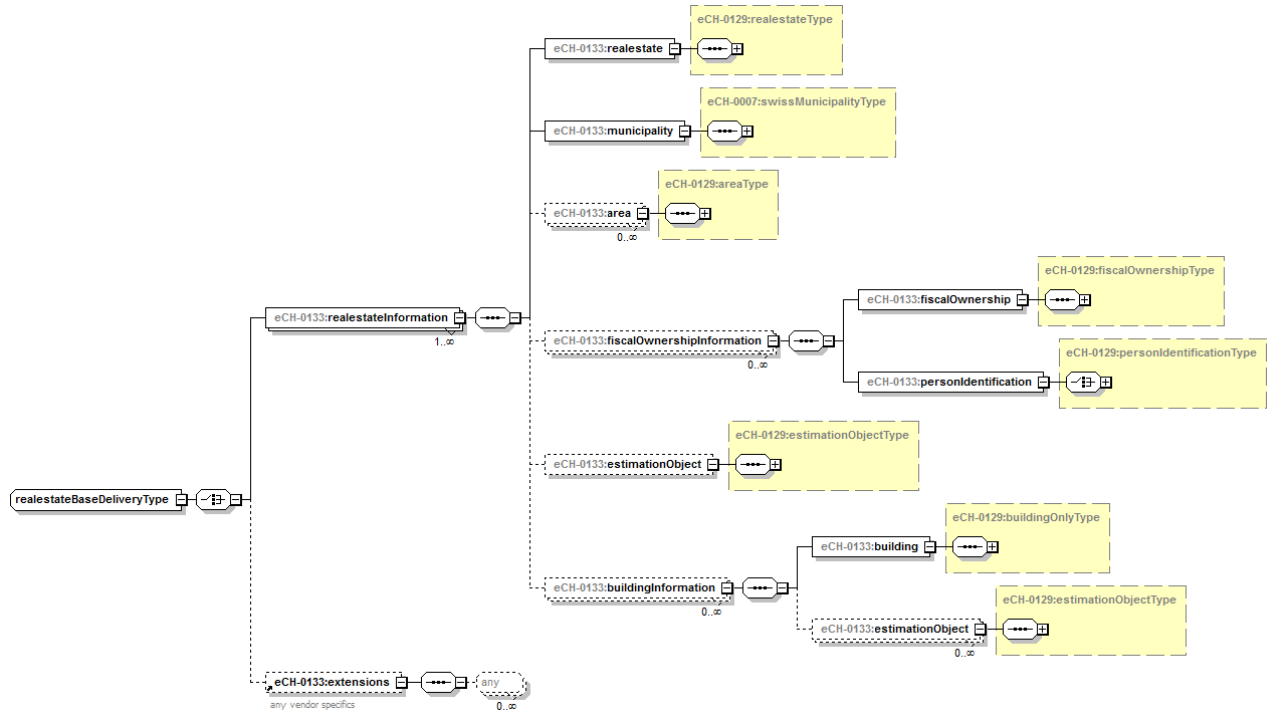 eCH-0129:realestateType
eCH-0133:realestate
eCH-0007:swissMunicipalityType
eCH-0133:municipality
eCH-0129:areaType
eCH-0133:area
0..∞
eCH-0129:fiscalOwnershipType
eCH-0133:fiscalOwnership
eCH-0133:realestateInformation
1..∞
eCH-0133:fiscalOwnershipInformation
0..∞
eCH-0129:personIdentificationType
eCH-0133:personIdentification
eCH-0129:estimationObjectType
eCH-0133:estimationObject
realestateBaseDeliveryType
eCH-0129:buildingOnlyType
eCH-0133:building
eCH-0133:buildingInformation
0..∞
eCH-0129:estimationObjectType
eCH-0133:estimationObject
0..∞
eCH-0133:extensions
any
0..∞
any vendor specifics